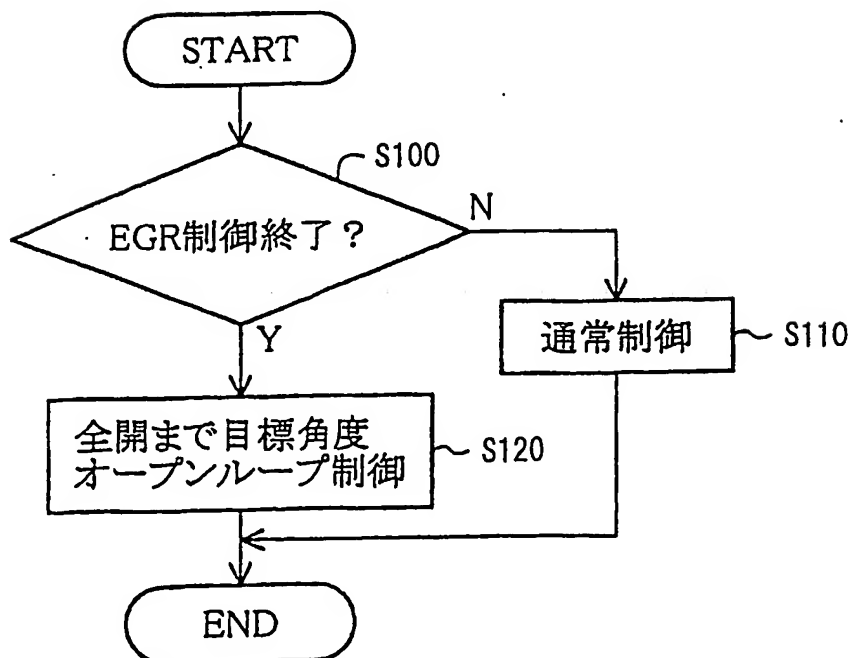 START
S100
EGR制御終了?
N
Y
通常制御
S110
全開まで目標角度
オープンループ制御
S120
END